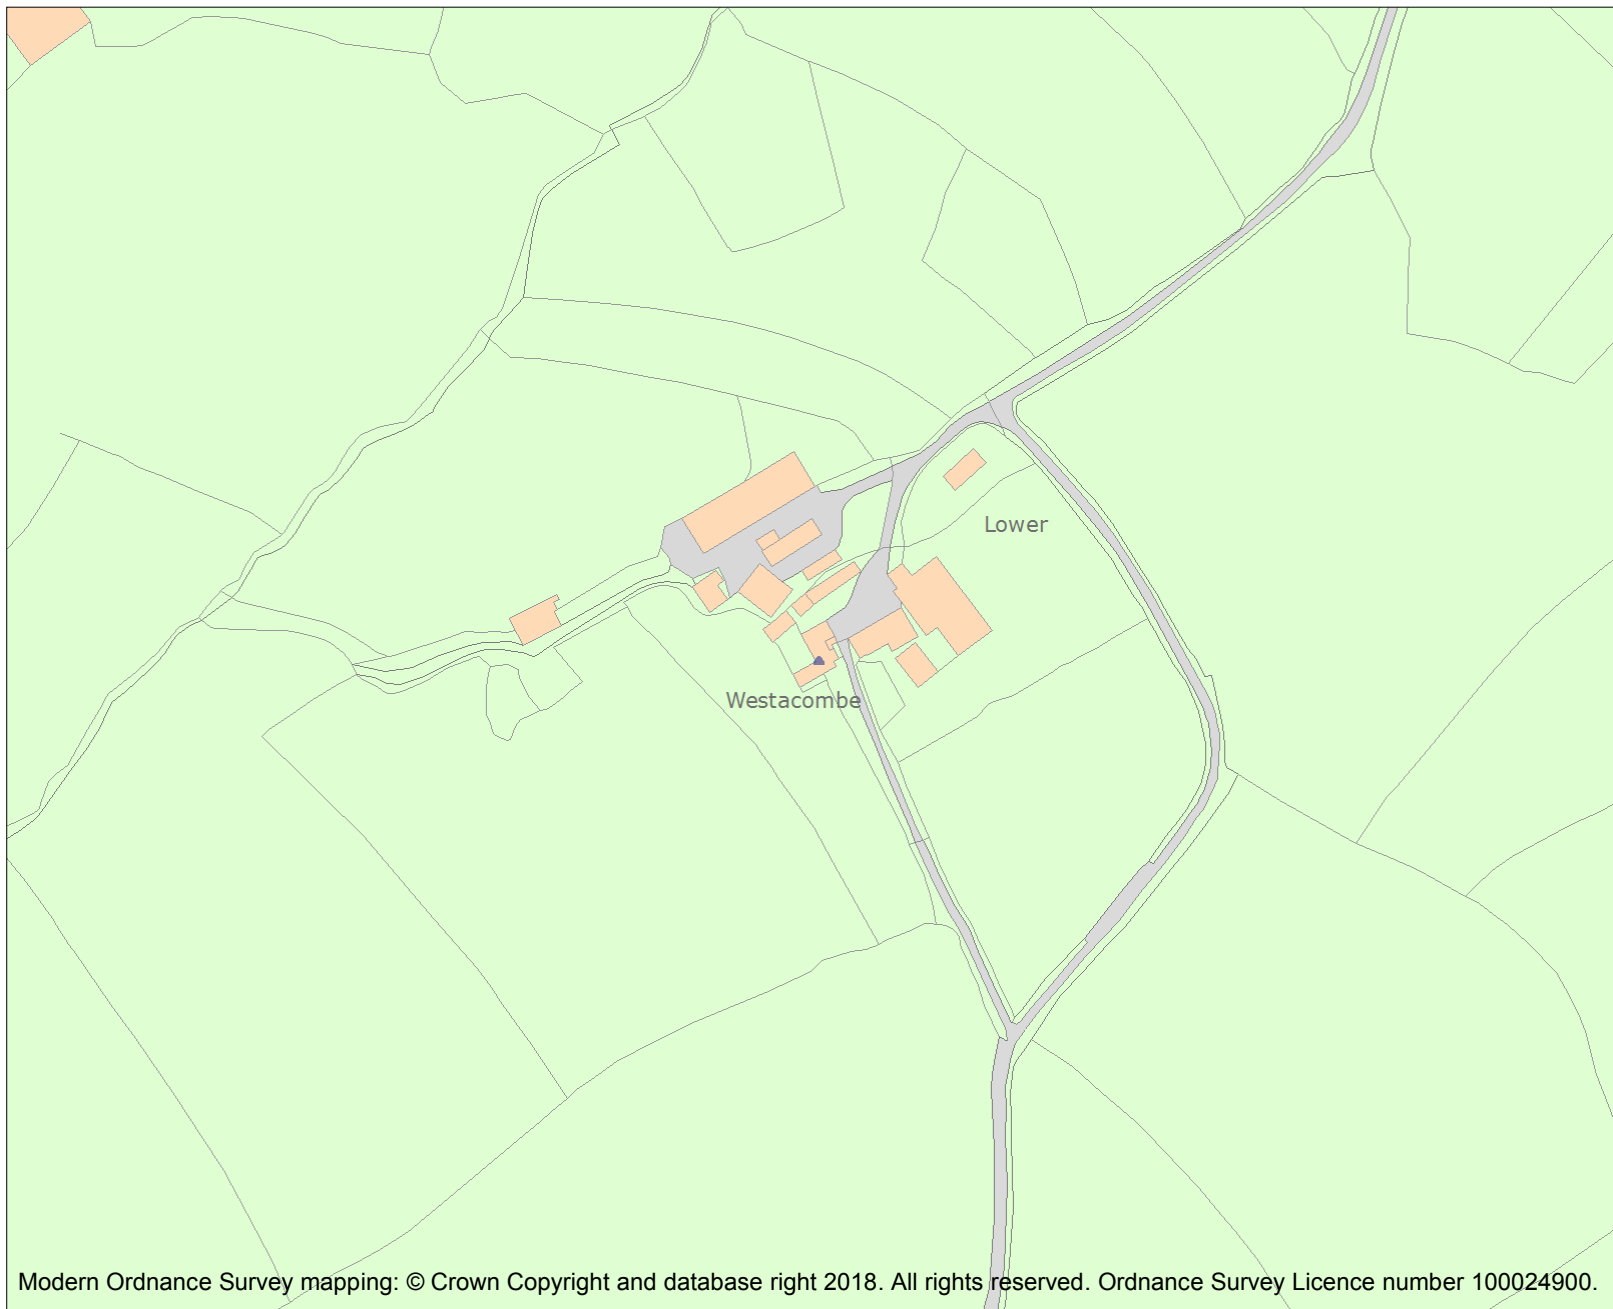 Lower
Westacombe
Modern Ordnance Survey mapping: © Crown Copyright and database right 2018. All rights reserved. Ordnance Survey Licence number 100024900.